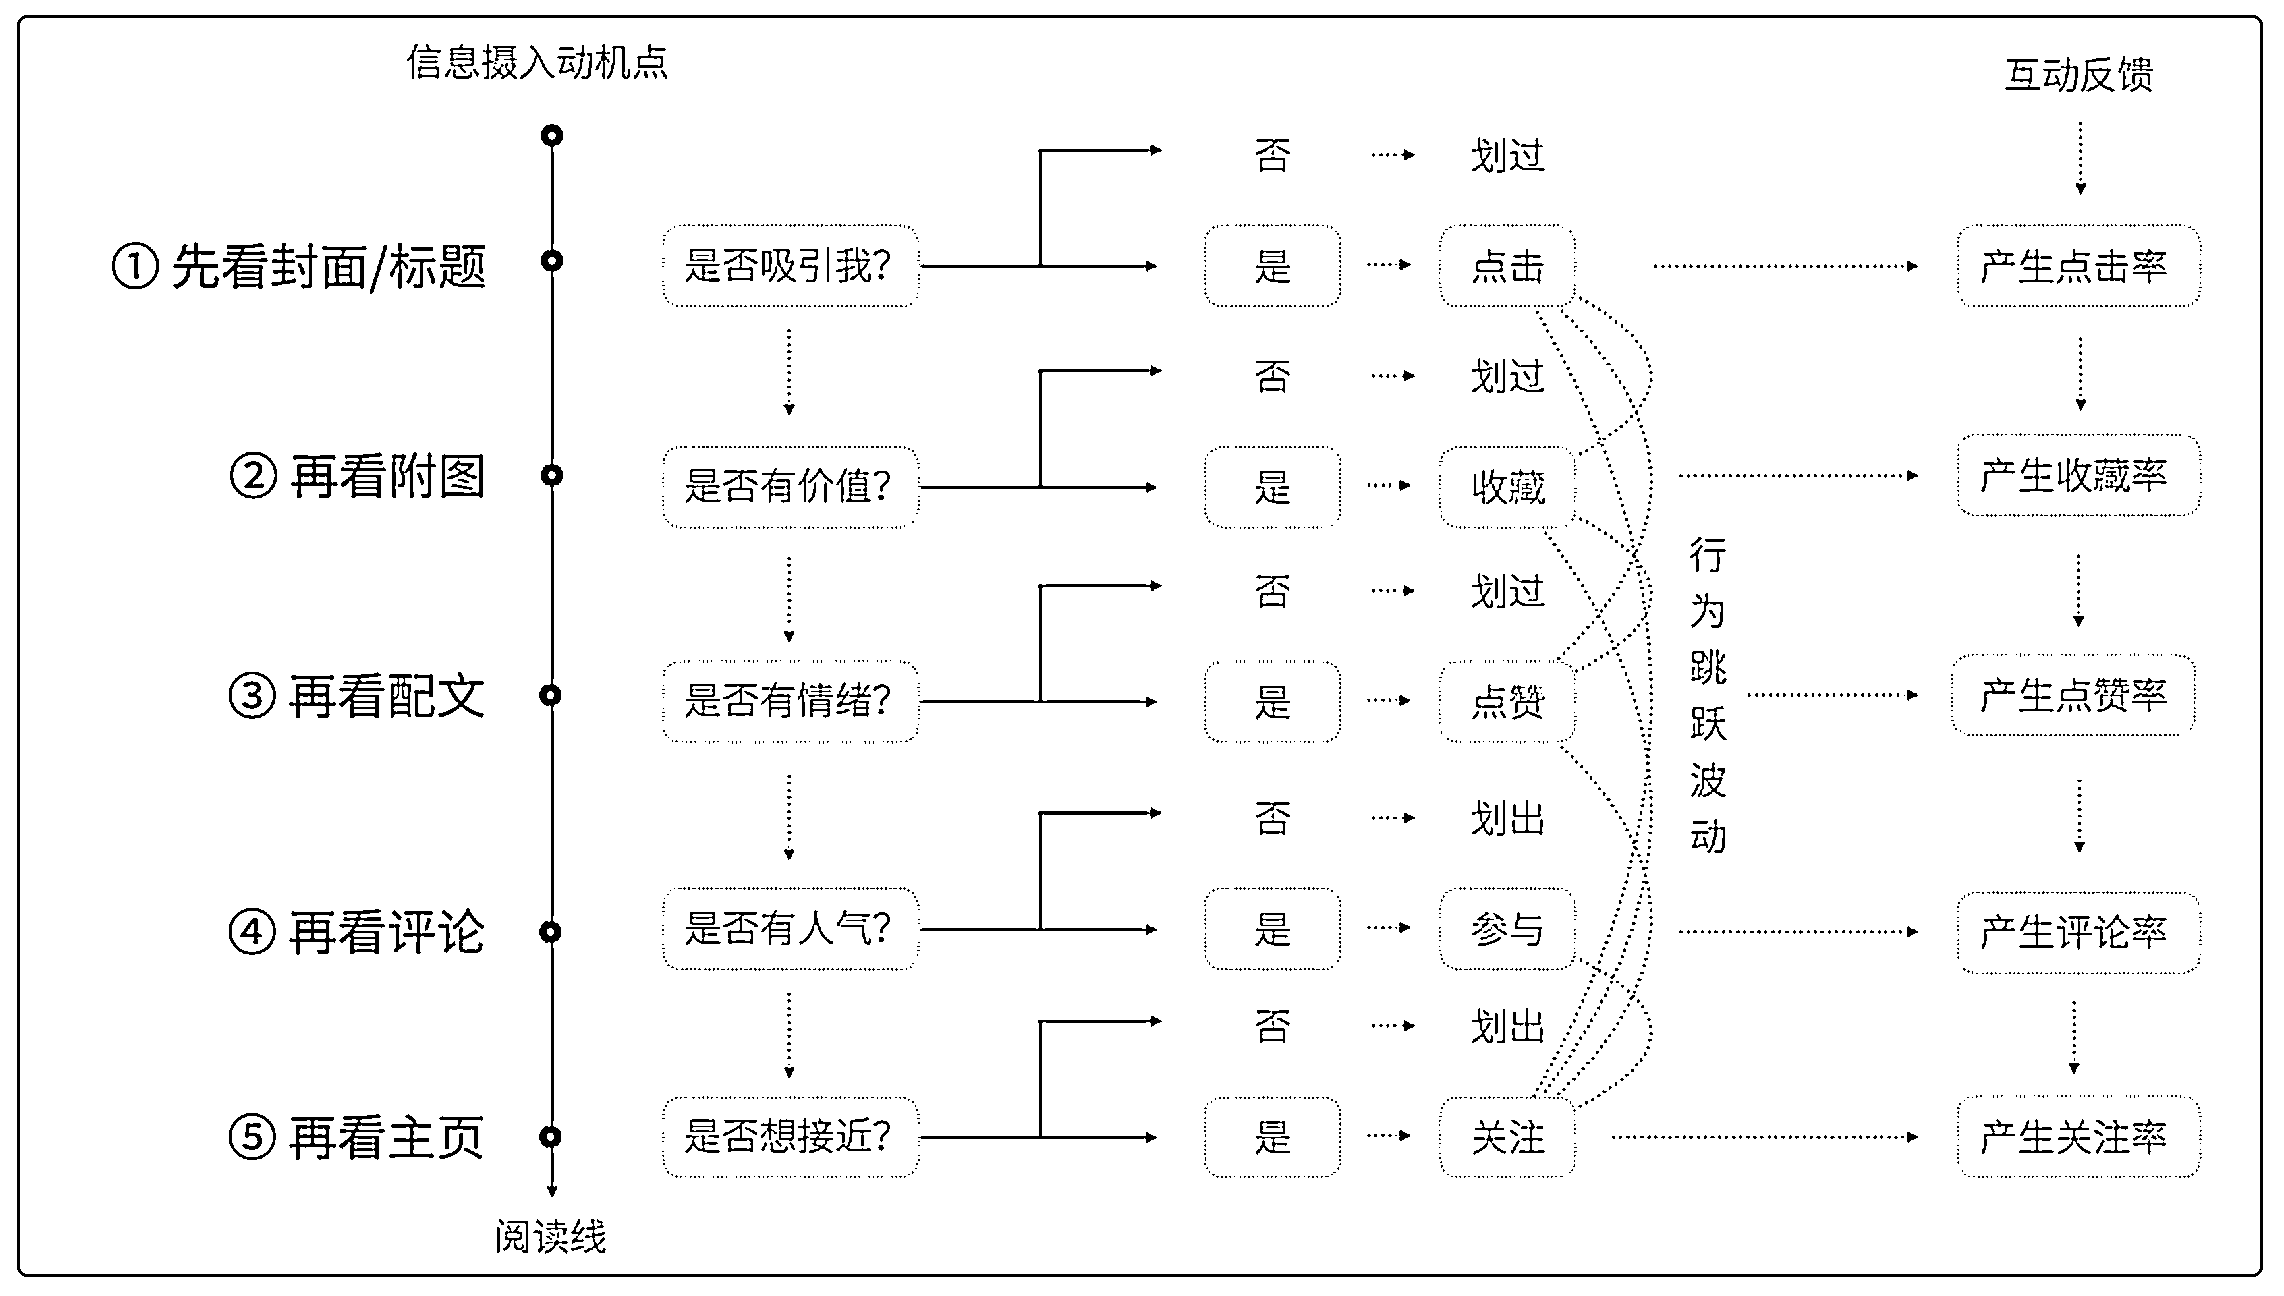 信息摄入动机点
互动反馈
否
划过
① 先看封面/标题
是否吸引我?
是
点击
产生点击率
否
划过
② 再看附图
是否有价值?
是
收藏
产生收藏率
行为跳跃波动
否
划过
③ 再看配文
是否有情绪?
是
点赞
产生点赞率
否
划出
④ 再看评论
是否有人气?
是
参与
产生评论率
否
划出
⑤ 再看主页
是否想接近?
是
关注
产生关注率
阅读线